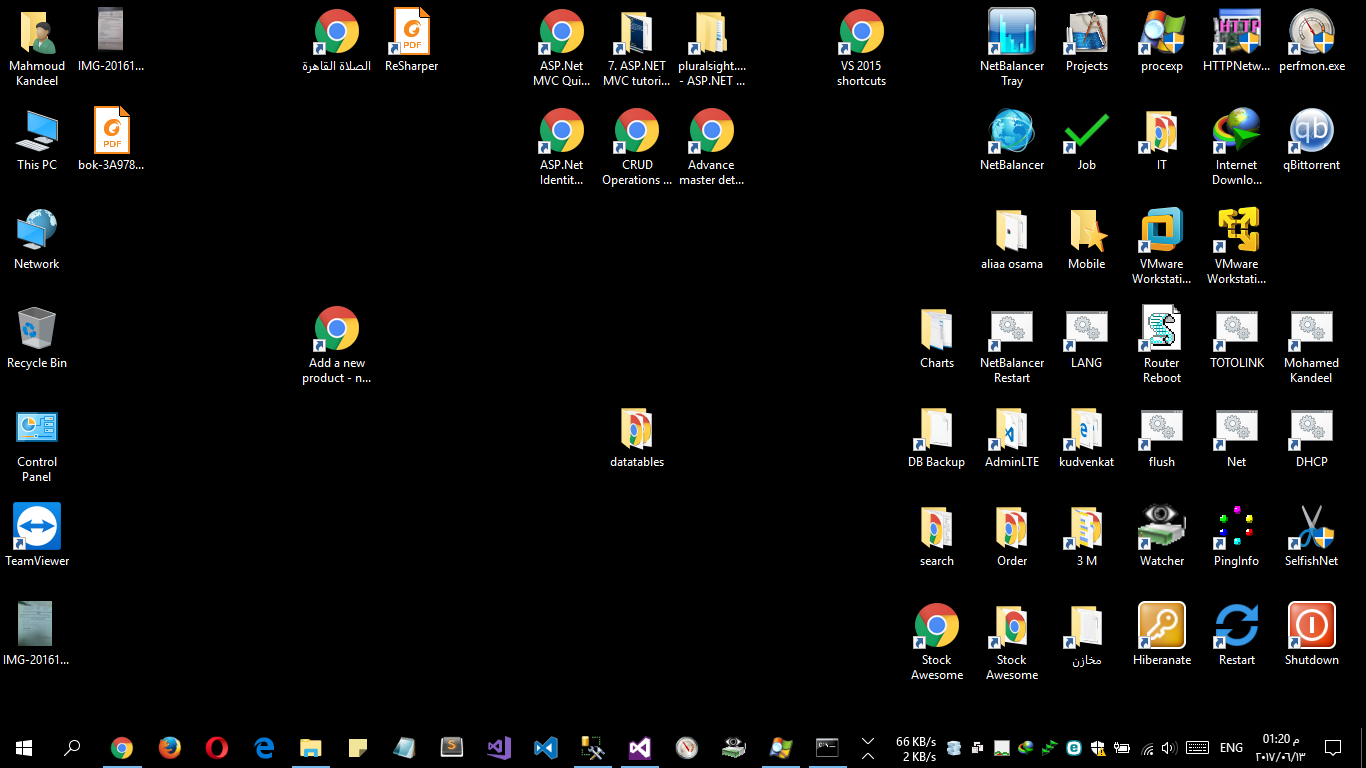 Mahmoud
Kandeel
IMG-20161...
الصلاة القاهرة
PDF
ReSharper
ASP.Net
MVC Qui...
7. ASP.NET
MVC tutori...
pluralsight....
- ASP.NET ...
VS 2015
shortcuts
NetBalancer
Tray
Projects
procexp
HTTP
HTTPNetw...
perfmon.exe
This PC
PDF
bok-3A978...
ASP.Net
Identit...
CRUD
Operations ...
Advance
master det...
NetBalancer
Job
IT
Internet
Downlo...
qb
qBittorrent
Network
aliaa osama
Mobile
VMware
Workstati...
VMware
Workstati...
Recycle Bin
Add a new
product - n...
Charts
NetBalancer
Restart
LANG
Router
Reboot
TOTOLINK
Mohamed
Kandeel
Control
Panel
datatables
DB Backup
AdminLTE
kudvenkat
flush
Net
DHCP
TeamViewer
search
Order
3 M
Watcher
PingInfo
SelfishNet
IMG-20161...
Stock
Awesome
Stock
Awesome
مخازن
Hiberanate
Restart
Shutdown
66 KB/s
2 KB/s
ENG
01:20 م
٢٠١٧/٠٦/١٣